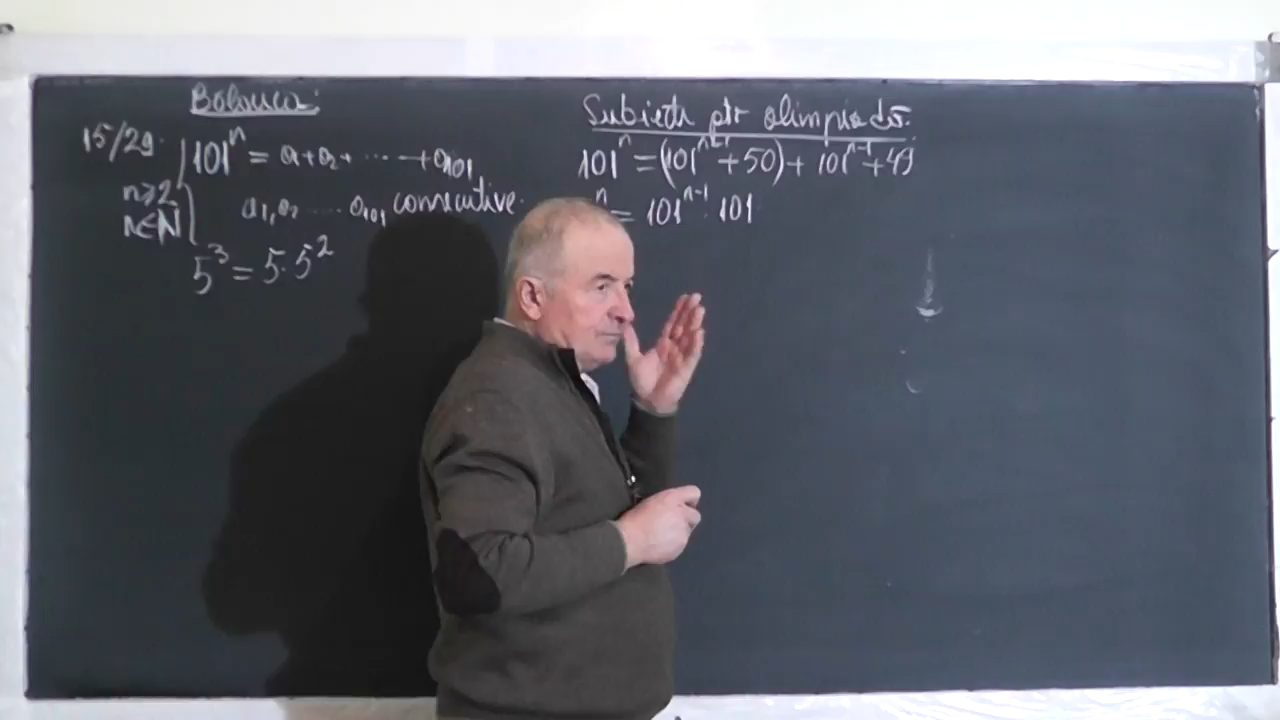 Subiecte ptr olimpiadă:
15/29. 101ⁿ = a₁+a₂+ ⋯ +a₁₀₁
n≥2
n∈ℕ
a₁,a₂ ⋯ a₁₀₁ consecutive.
5³ = 5·5²
101ⁿ = (101ⁿ⁻¹+50)+ 101ⁿ⁻¹+49
ⁿ = 101ⁿ⁻¹·101